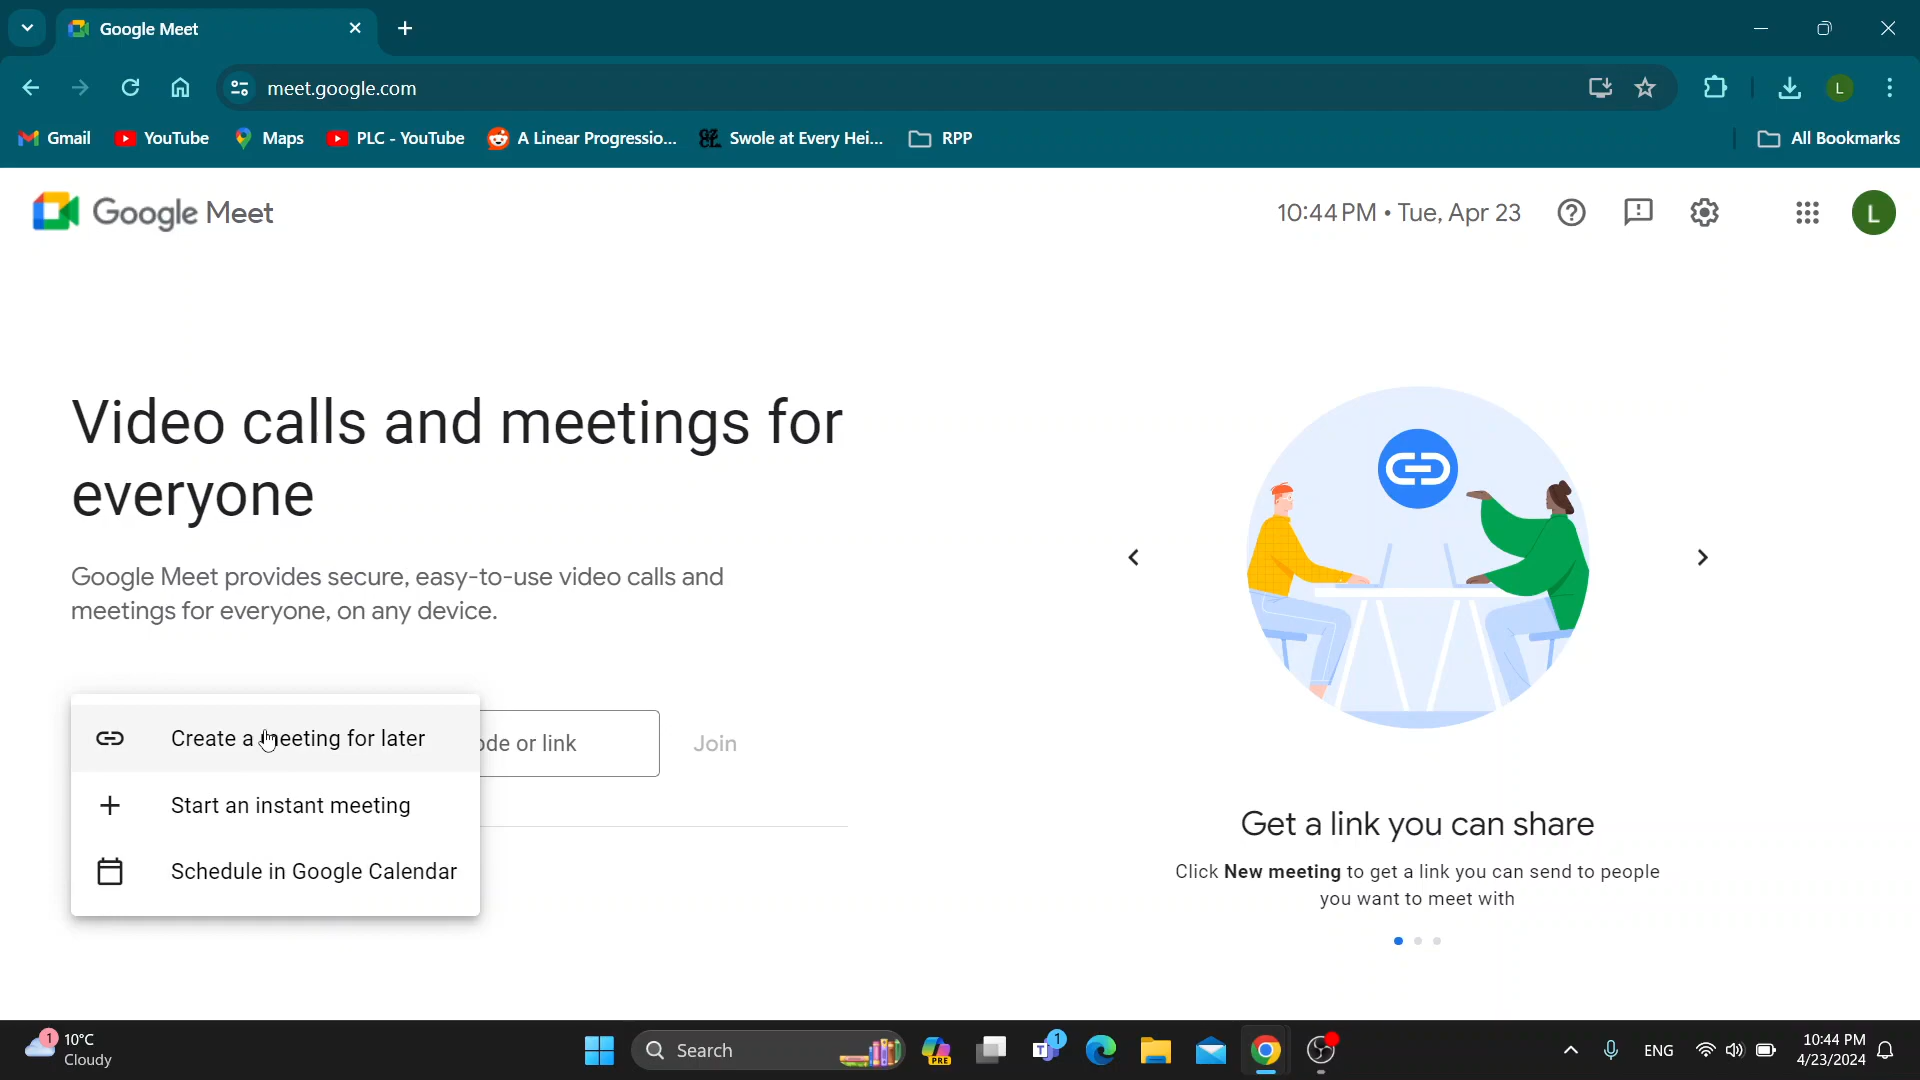 Google Meet
meet.google.com
Gmail
YouTube
Maps
PLC - YouTube
A Linear Progressio...
Swole at Every Hei...
RPP
All Bookmarks
L
Google Meet
10:44 PM • Tue, Apr 23
L
Video calls and meetings for
everyone
Google Meet provides secure, easy-to-use video calls and
meetings for everyone, on any device.
Create a meeting for later
Start an instant meeting
Schedule in Google Calendar
ode or link
Join
Get a link you can share
Click New meeting to get a link you can send to people
you want to meet with
1
10°C
Cloudy
Search
PRE
1
ENG
10:44 PM
4/23/2024